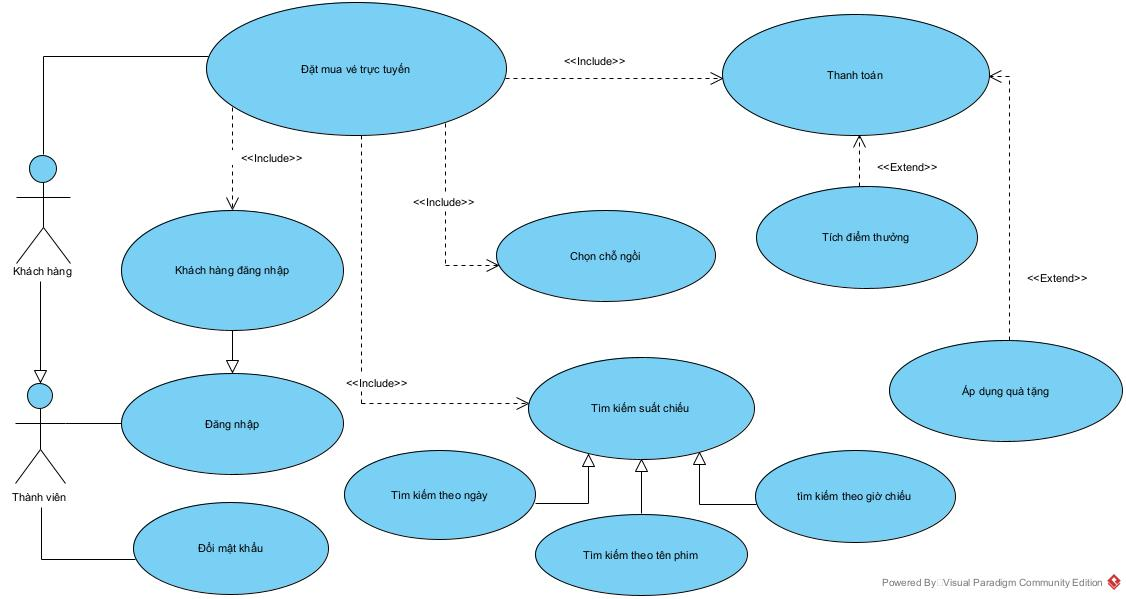 Đặt mua vé trực tuyến
<<Include>>
Thanh toán
<<Include>>
<<Extend>>
<<Include>>
Tích điểm thưởng
Chọn chỗ ngồi
Khách hàng
Khách hàng đăng nhập
<<Extend>>
<<Include>>
Áp dụng quà tặng
Tìm kiếm suất chiếu
Đăng nhập
Thành viên
Tìm kiếm theo ngày
tìm kiếm theo giờ chiếu
Đổi mật khẩu
Tìm kiếm theo tên phim
Powered By Visual Paradigm Community Edition